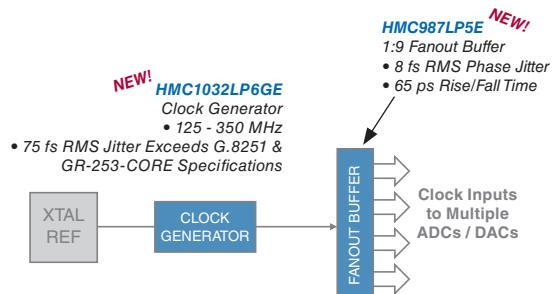 NEW!
HMC987LP5E
1:9 Fanout Buffer
• 8 fs RMS Phase Jitter
• 65 ps Rise/Fall Time
NEW!
HMC1032LP6GE
Clock Generator
• 125 - 350 MHz
• 75 fs RMS Jitter Exceeds G.8251 &
GR-253-CORE Specifications
XTAL
REF
CLOCK
GENERATOR
FANOUT BUFFER
Clock Inputs
to Multiple
ADCs / DACs